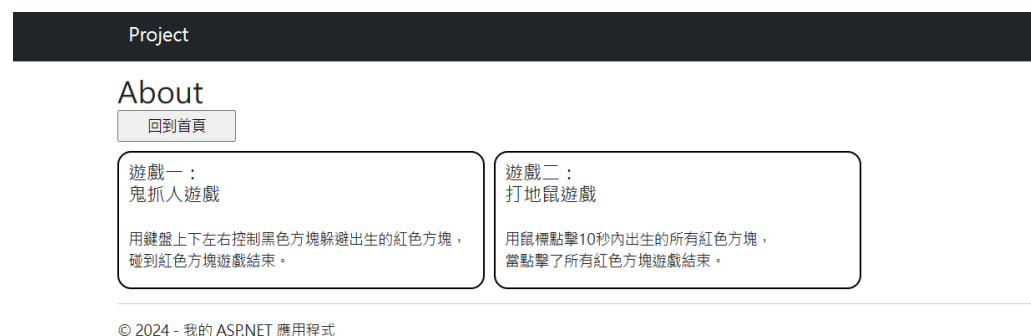 Project
About
回到首頁
遊戲一：
鬼抓人遊戲
用鍵盤上下左右控制黑色方塊躲避出生的紅色方塊，
碰到紅色方塊遊戲結束。
遊戲二：
打地鼠遊戲
用鼠標點擊10秒內出生的所有紅色方塊，
當點擊了所有紅色方塊遊戲結束。
© 2024 - 我的 ASP.NET 應用程式